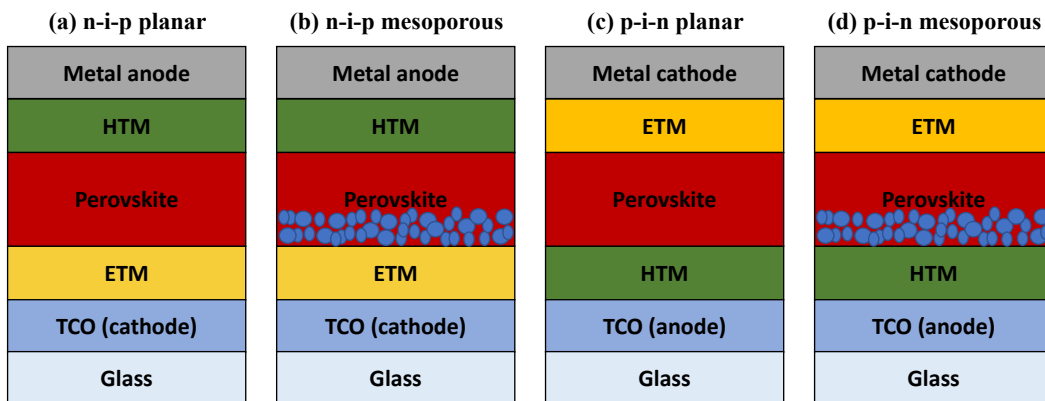 (a) n-i-p planar
(b) n-i-p mesoporous
(c) p-i-n planar
(d) p-i-n mesoporous
Metal anode
HTM
Perovskite
ETM
TCO (cathode)
Glass
Metal anode
HTM
Perovskite
ETM
TCO (cathode)
Glass
Metal cathode
ETM
Perovskite
HTM
TCO (anode)
Glass
Metal cathode
ETM
Perovskite
HTM
TCO (anode)
Glass